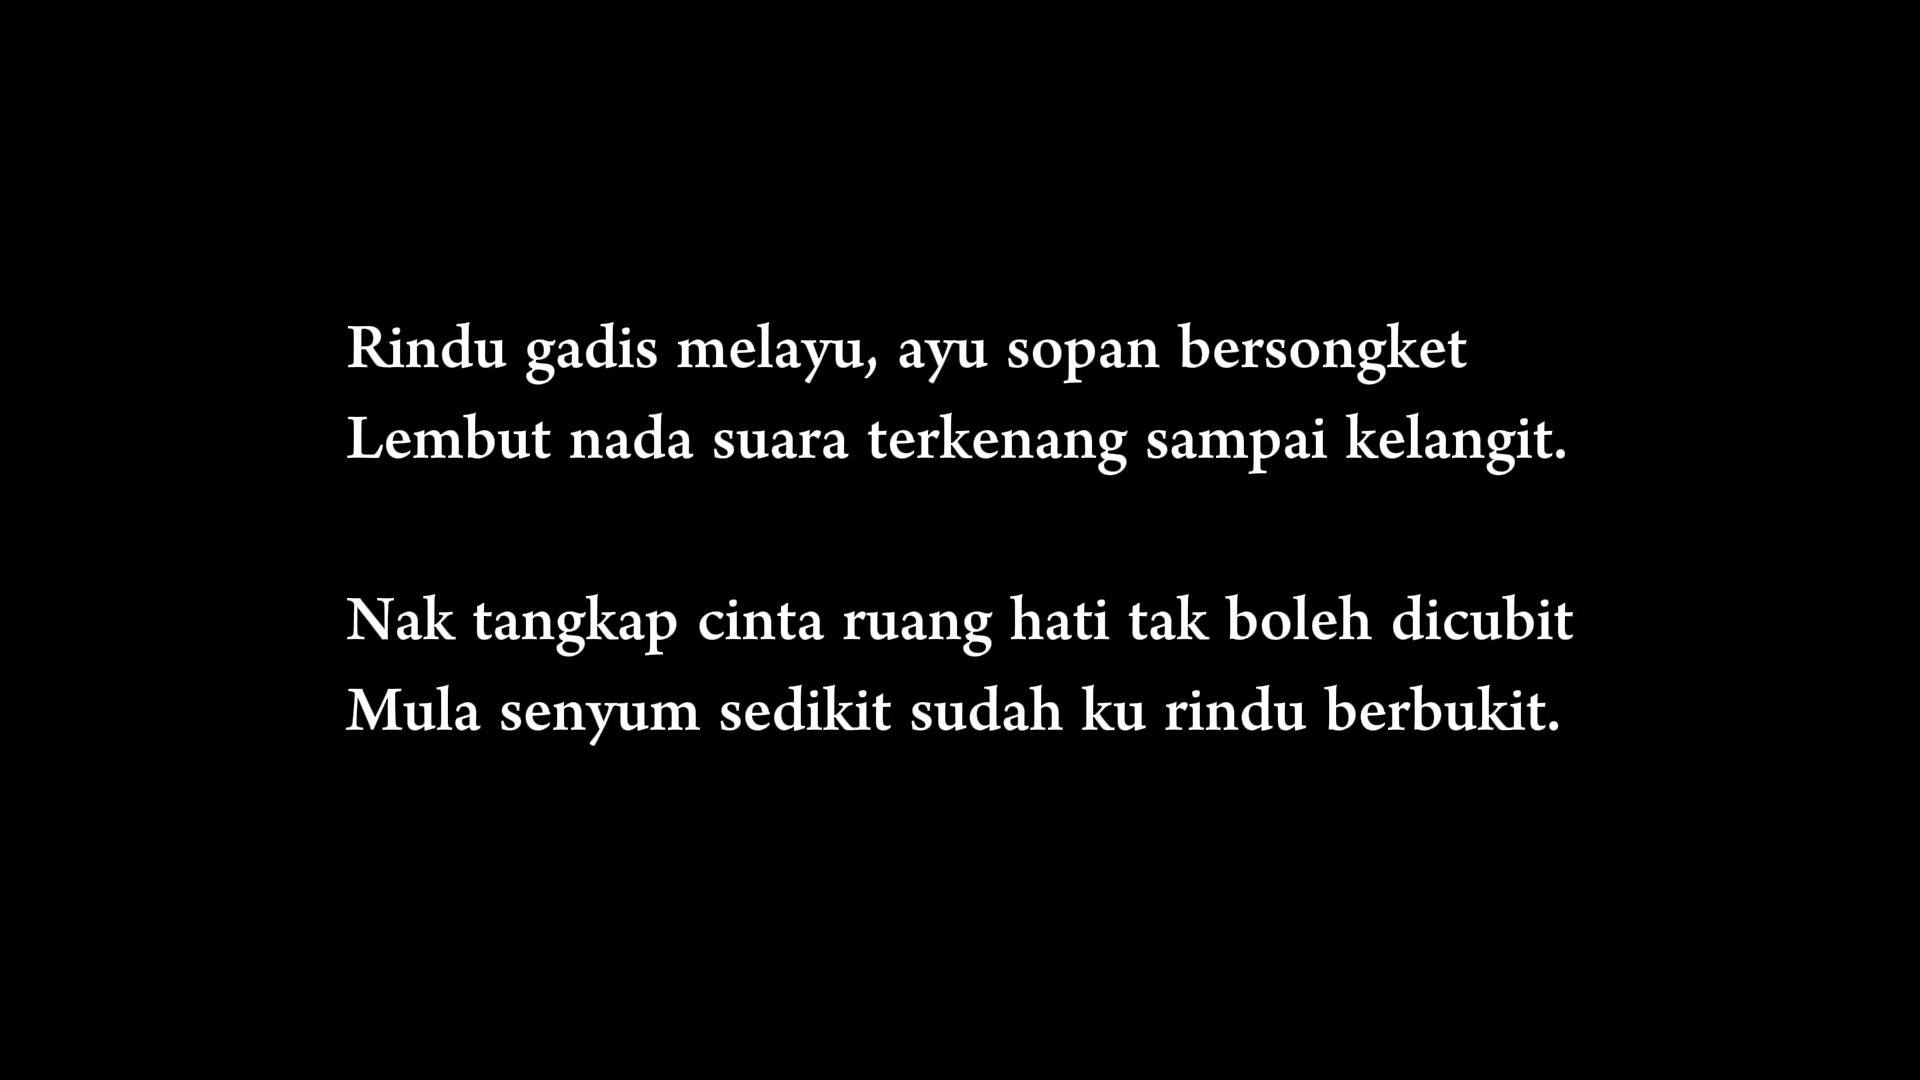 Rindu gadis melayu, ayu sopan bersongket
Lembut nada suara terkenang sampai kelangit.
Nak tangkap cinta ruang hati tak boleh dicubit
Mula senyum sedikit sudah ku rindu berbukit.